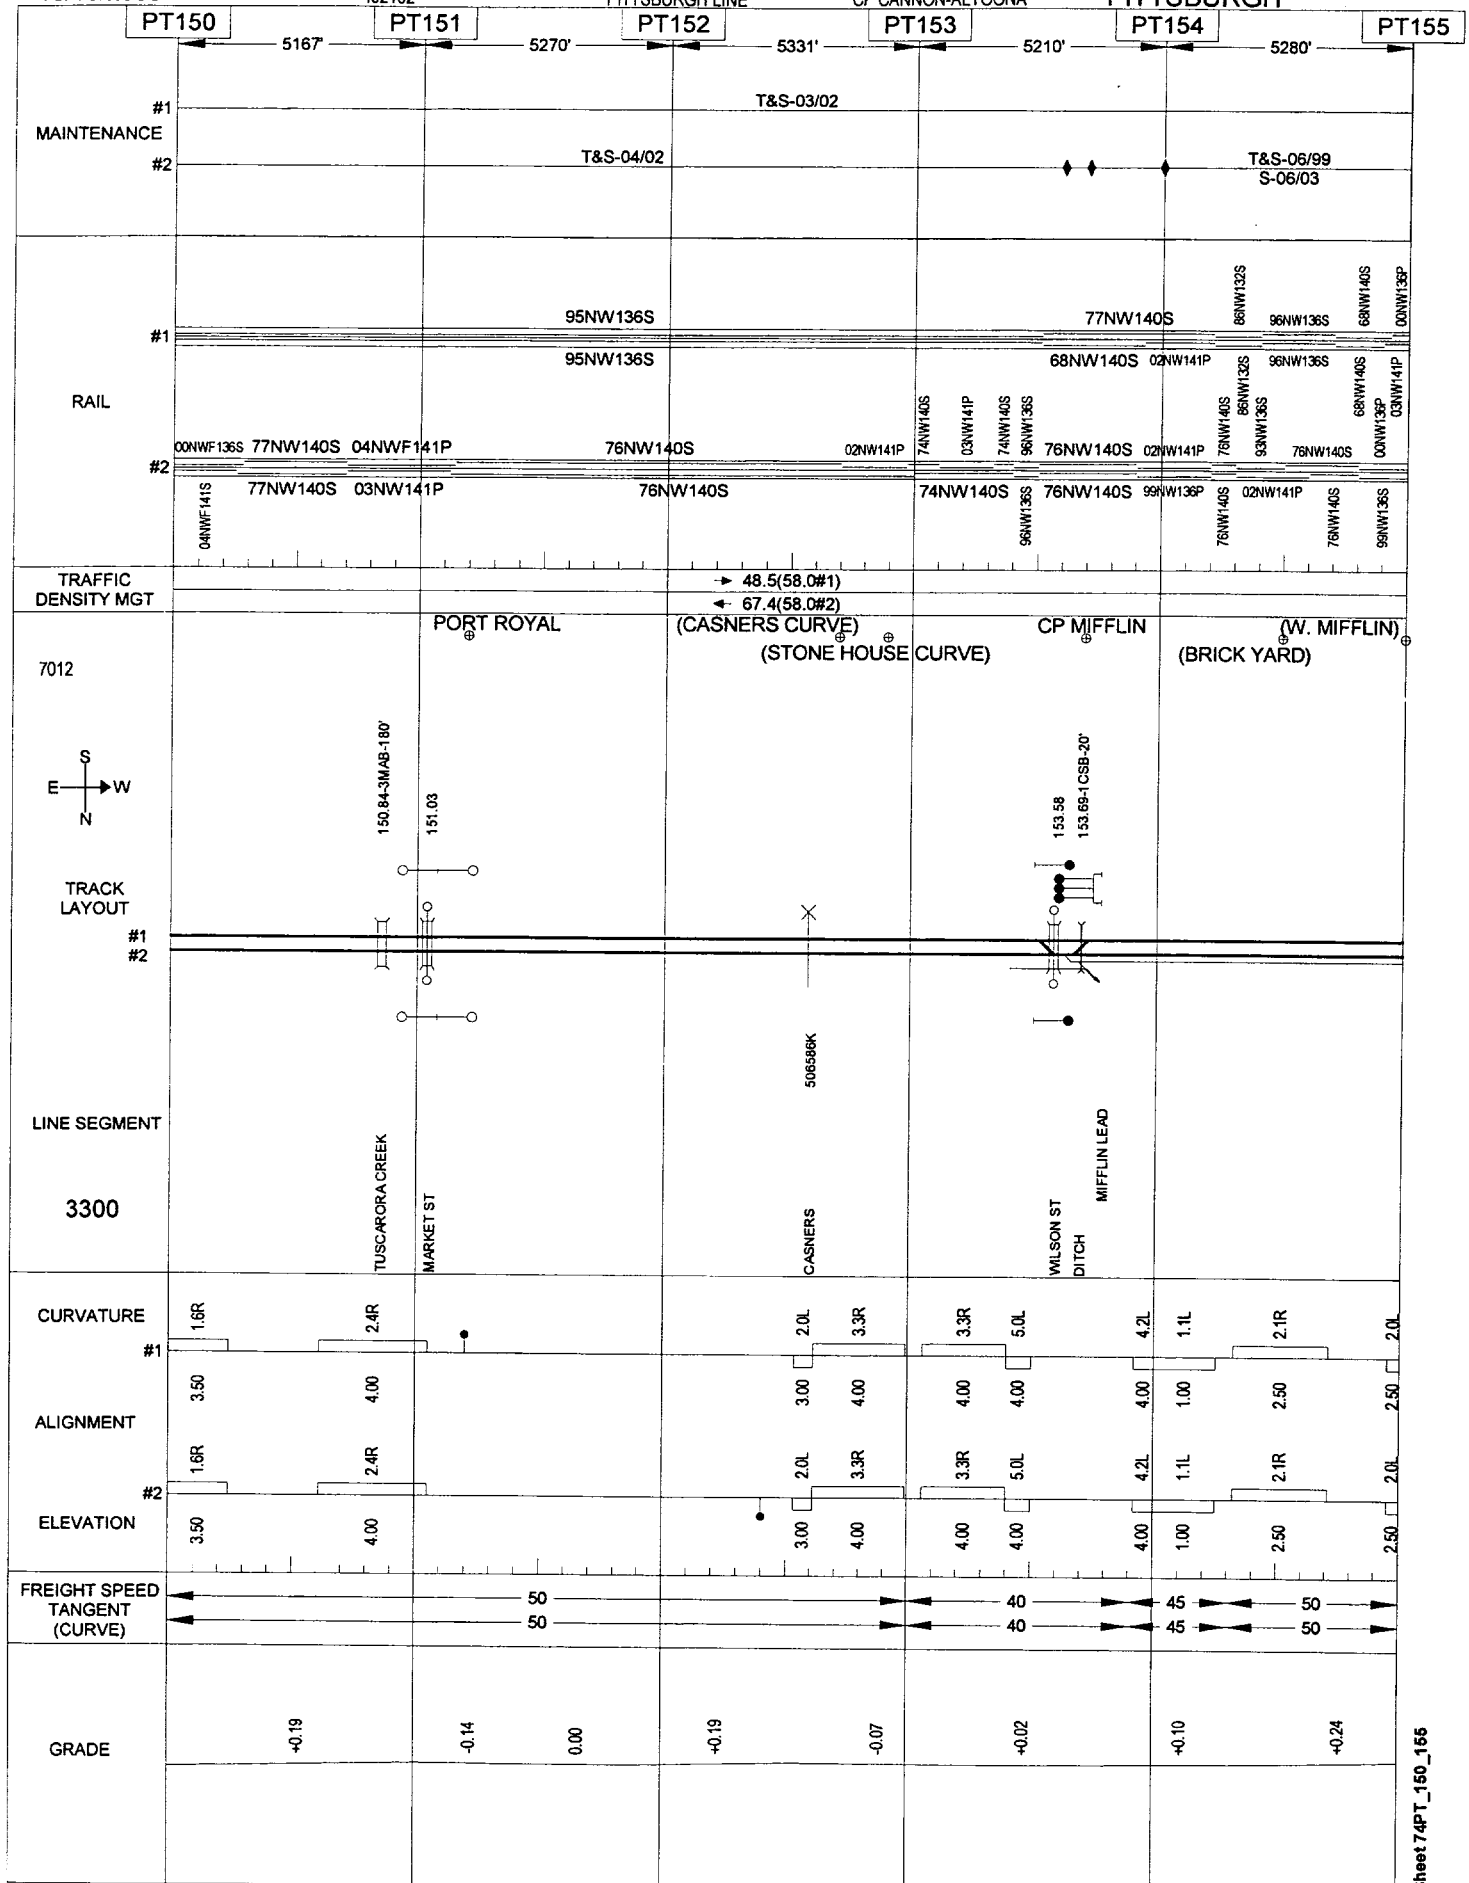 PITTSBURGH LINE
CP CANNON-ALTOONA
PITTSBURGH
PT150 PT151 PT152 PT153 PT154 PT155
5167' 5270' 5331' 5210' 5280'
#1 T&S-03/02
MAINTENANCE
#2 T&S-04/02 T&S-06/99
S-06/03
86NW132S 68NW140S 00NW136P
95NW136S 77NW140S 96NW136S
#1
95NW136S 68NW140S 02NW141P 96NW136S
86NW132S 68NW140S 00NW136P 03NW141P
RAIL
74NW140S 03NW141P 74NW140S 96NW136S 76NW140S 93NW136S
00NWF136S 77NW140S 04NWF141P 76NW140S 02NW141P 76NW140S 02NW141P 76NW140S
#2
77NW140S 03NW141P 76NW140S 74NW140S 76NW140S 99NW136P 02NW141P
04NWF141S 96NW136S 76NW140S 76NW140S 99NW136S
TRAFFIC
DENSITY MGT
48.5(58.0#1)
67.4(58.0#2)
PORT ROYAL (CASNERS CURVE) CP MIFFLIN (W. MIFFLIN)
(STONE HOUSE CURVE) (BRICK YARD)
7012
S
E W
N
150.84-3MAB-180'
151.03
153.58
153.69-1CSB-20'
TRACK
LAYOUT
#1
#2
506586K
LINE SEGMENT
3300
TUSCARORA CREEK
MARKET ST
CASNERS
WILSON ST
DITCH
MIFFLIN LEAD
CURVATURE
1.6R 2.4R 2.0L 3.3R 3.3R 5.0L 4.2L 1.1L 2.1R 2.0L
#1
3.50 4.00 3.00 4.00 4.00 4.00 4.00 1.00 2.50 2.50
ALIGNMENT
1.6R 2.4R 2.0L 3.3R 3.3R 5.0L 4.2L 1.1L 2.1R 2.0L
#2
ELEVATION
3.50 4.00 3.00 4.00 4.00 4.00 4.00 1.00 2.50 2.50
FREIGHT SPEED
TANGENT
(CURVE)
50 40 45 50
50 40 45 50
GRADE
+0.19 -0.14 0.00 +0.19 -0.07 +0.02 +0.10 +0.24
heet 74PT_150_155